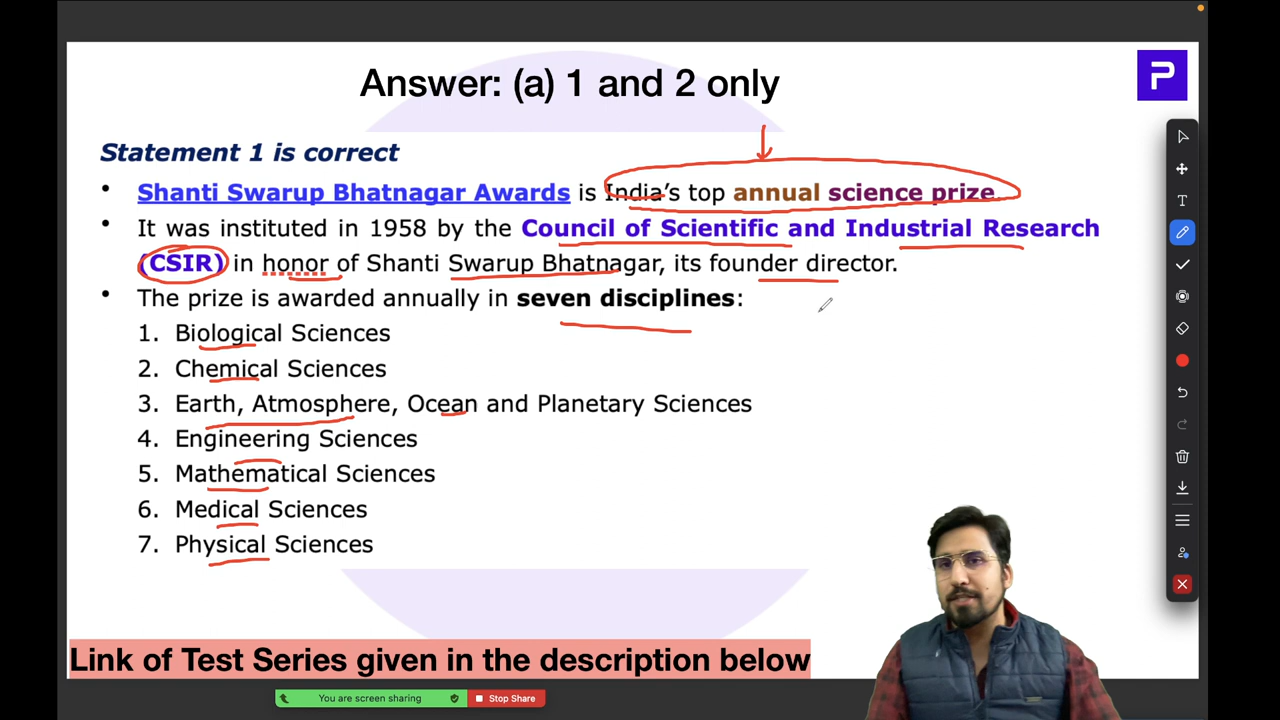 Answer: (a) 1 and 2 only
P
Statement 1 is correct
• Shanti Swarup Bhatnagar Awards is India's top annual science prize.
• It was instituted in 1958 by the Council of Scientific and Industrial Research
(CSIR) in honor of Shanti Swarup Bhatnagar, its founder director.
• The prize is awarded annually in seven disciplines:
1. Biological Sciences
2. Chemical Sciences
3. Earth, Atmosphere, Ocean and Planetary Sciences
4. Engineering Sciences
5. Mathematical Sciences
6. Medical Sciences
7. Physical Sciences
Link of Test Series given in the description below
You are screen sharing Stop Share